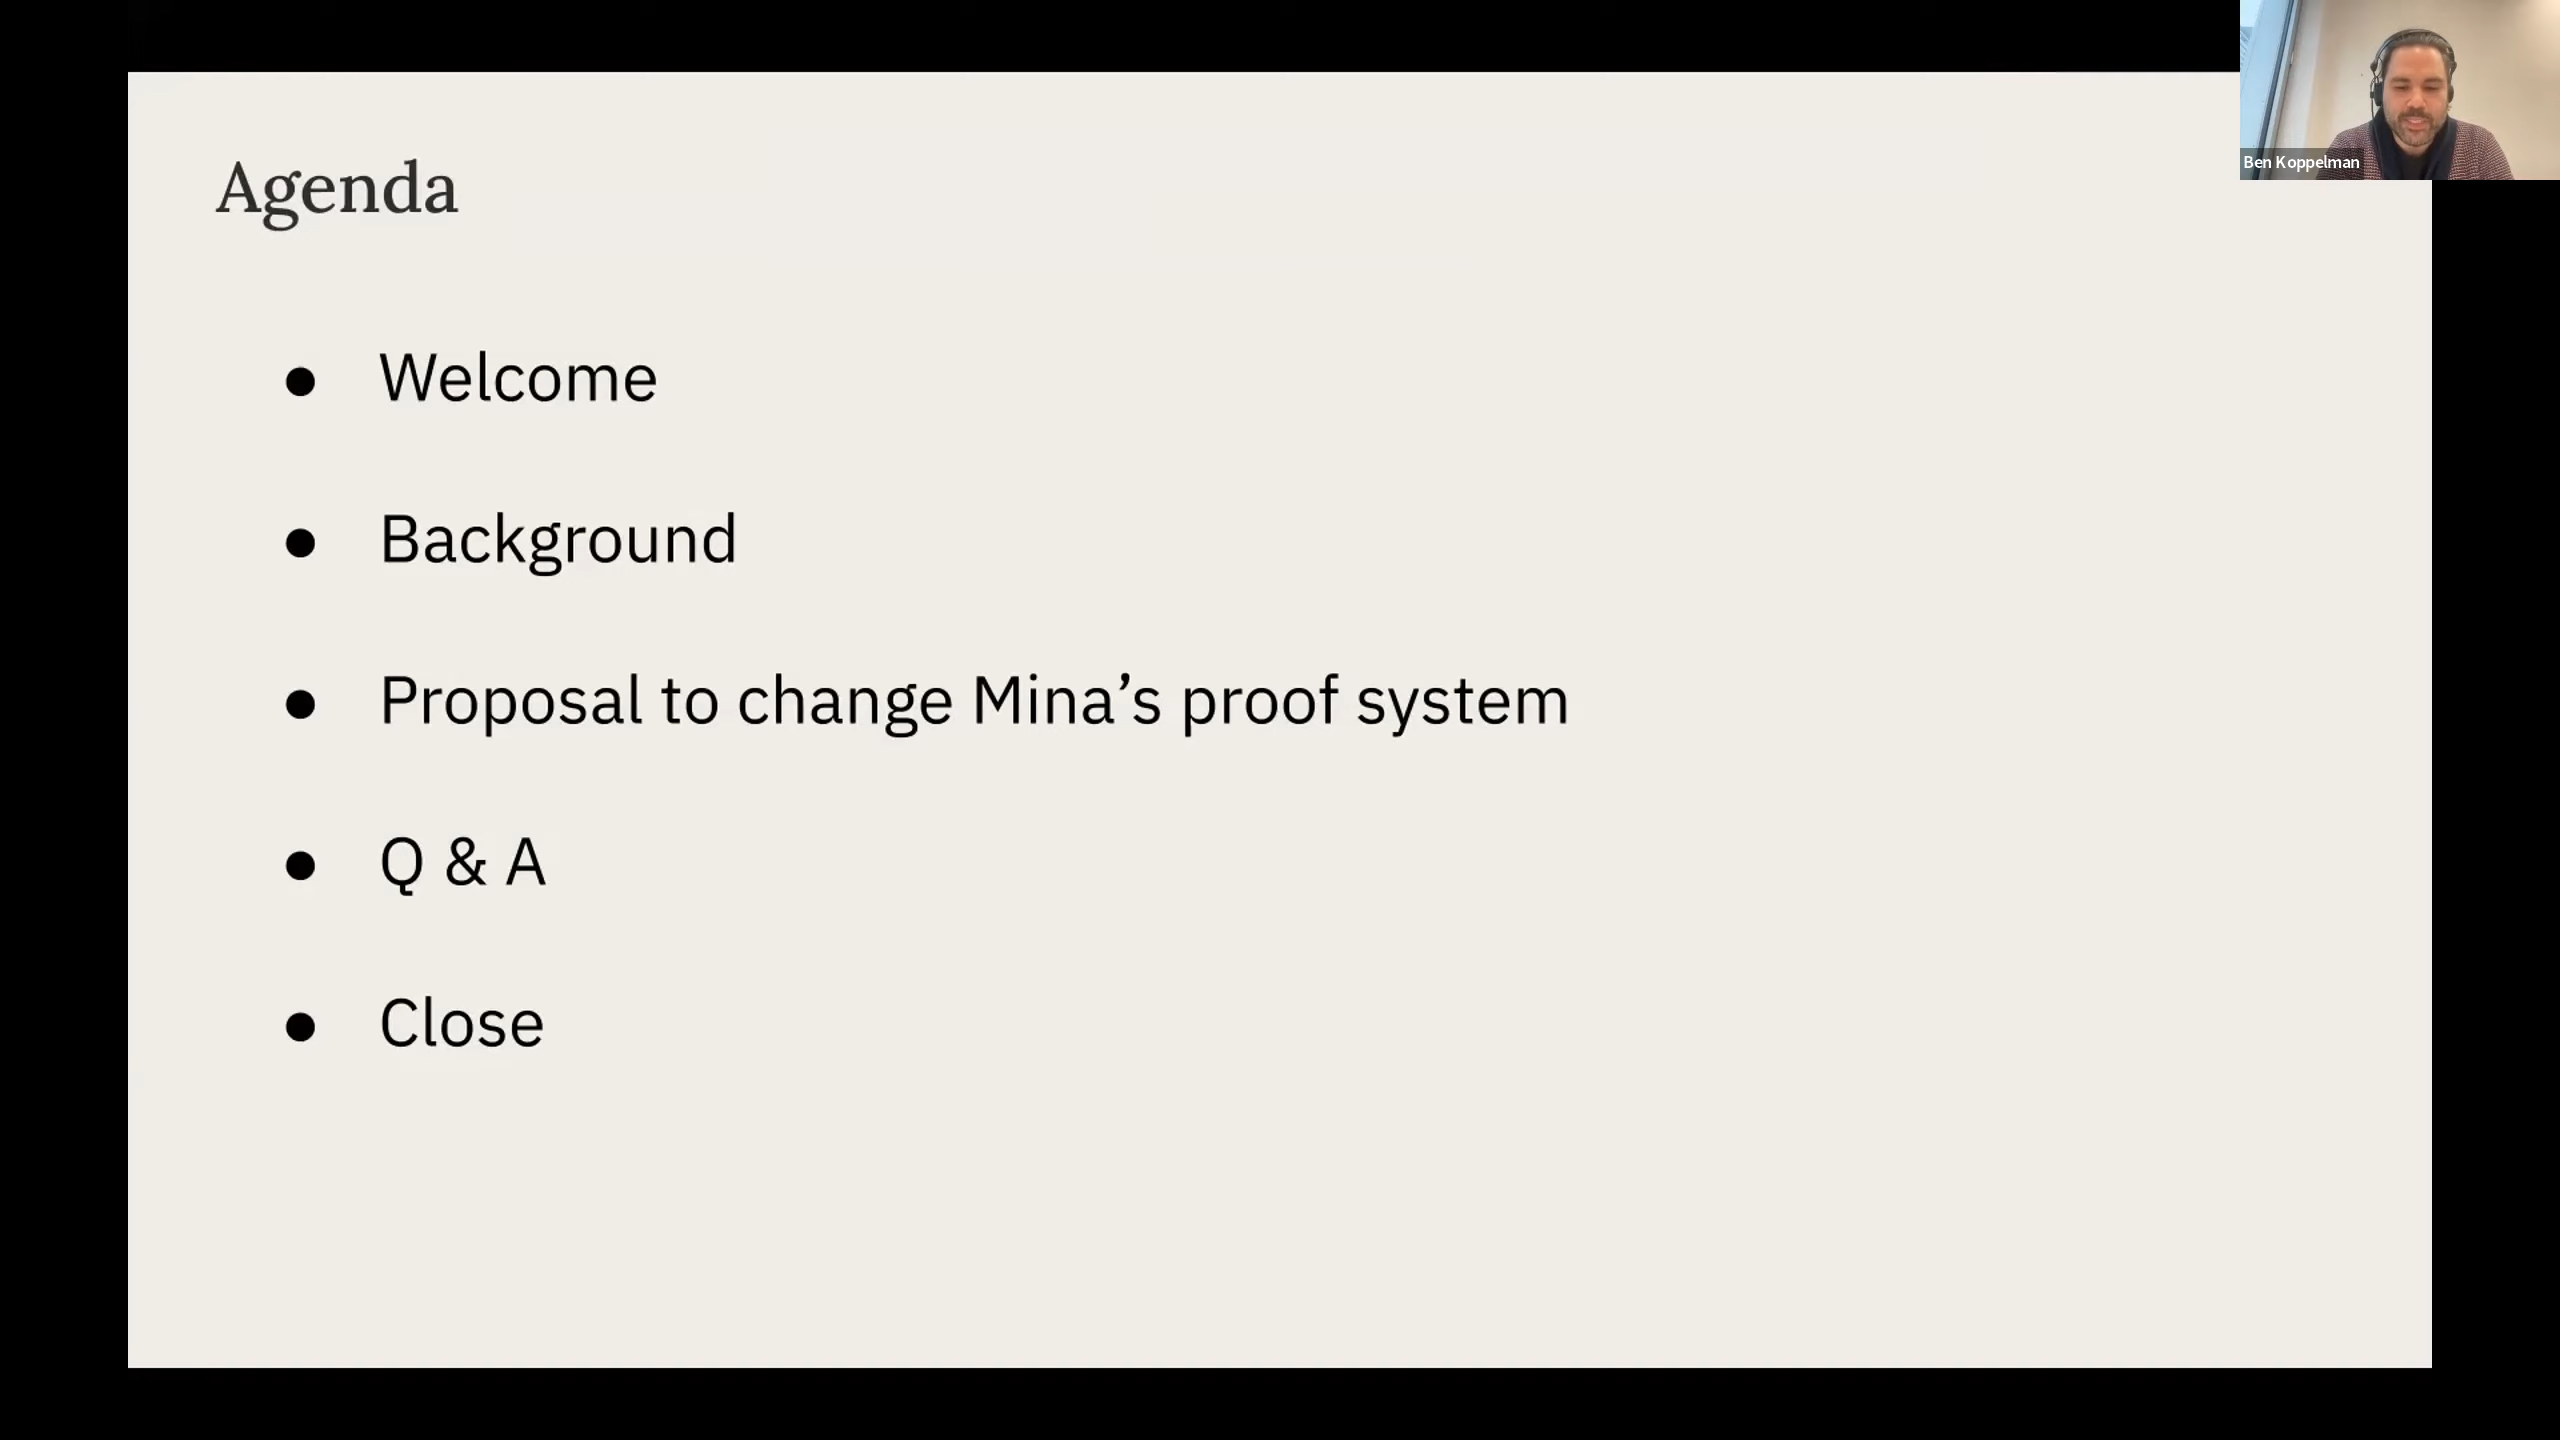 Agenda
● Welcome
● Background
● Proposal to change Mina’s proof system
● Q & A
● Close
Ben Koppelman